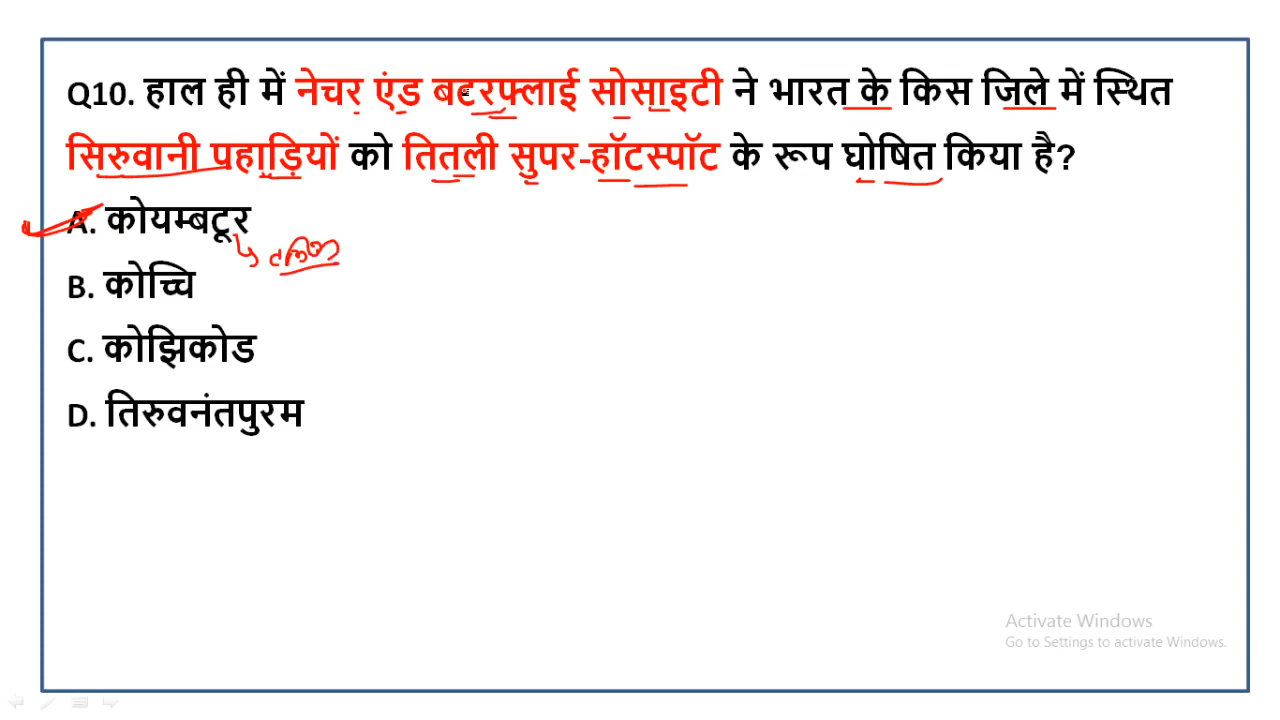 Q10. हाल ही में नेचर एंड बटरफ्लाई सोसाइटी ने भारत के किस जिले में स्थित
सिरुवानी पहाड़ियों को तितली सुपर-हॉटस्पॉट के रूप घोषित किया है?
A. कोयम्बटूर
B. कोच्चि
C. कोझिकोड
D. तिरुवनंतपुरम
Activate Windows
Go to Settings to activate Windows.